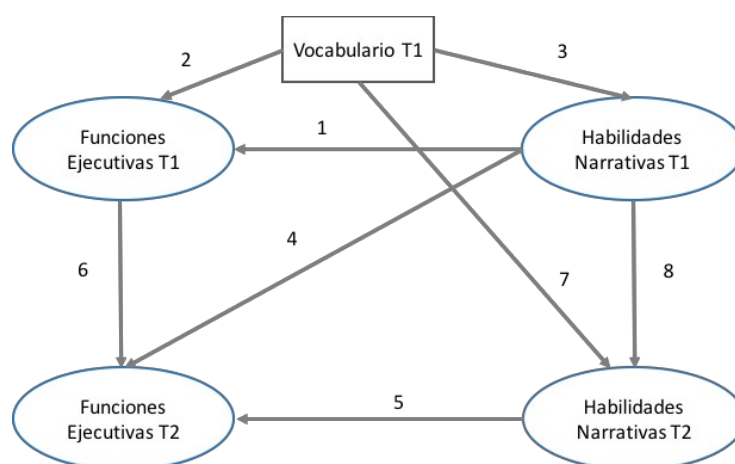 Vocabulario T1
2
3
Funciones
Ejecutivas T1
1
Habilidades
Narrativas T1
4
6
7
8
Funciones
Ejecutivas T2
5
Habilidades
Narrativas T2